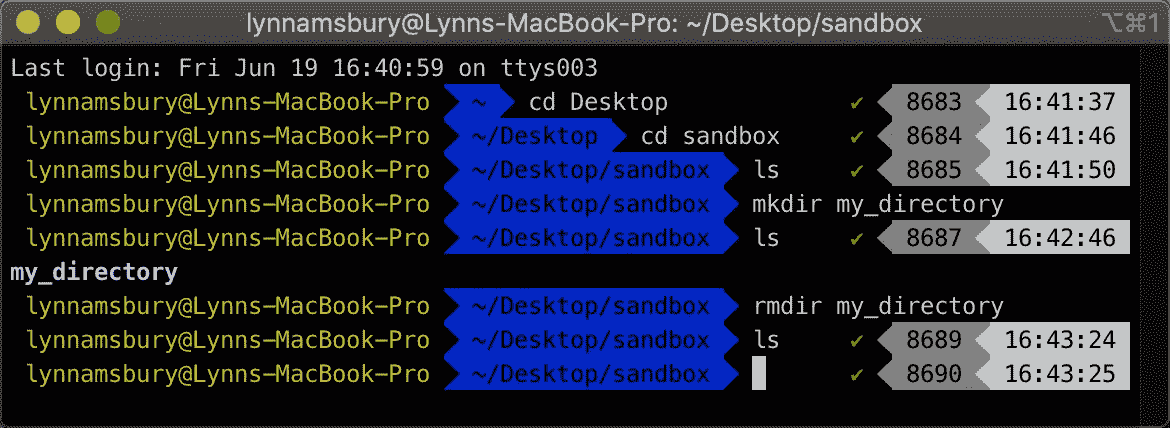 lynnamsbury@Lynns-MacBook-Pro: ~/Desktop/sandbox ⌥⌘1
Last login: Fri Jun 19 16:40:59 on ttys003
lynnamsbury@Lynns-MacBook-Pro ~ cd Desktop ✔ 8683 16:41:37
lynnamsbury@Lynns-MacBook-Pro ~/Desktop cd sandbox ✔ 8684 16:41:46
lynnamsbury@Lynns-MacBook-Pro ~/Desktop/sandbox ls ✔ 8685 16:41:50
lynnamsbury@Lynns-MacBook-Pro ~/Desktop/sandbox mkdir my_directory
lynnamsbury@Lynns-MacBook-Pro ~/Desktop/sandbox ls ✔ 8687 16:42:46
my_directory
lynnamsbury@Lynns-MacBook-Pro ~/Desktop/sandbox rmdir my_directory
lynnamsbury@Lynns-MacBook-Pro ~/Desktop/sandbox ls ✔ 8689 16:43:24
lynnamsbury@Lynns-MacBook-Pro ~/Desktop/sandbox ✔ 8690 16:43:25